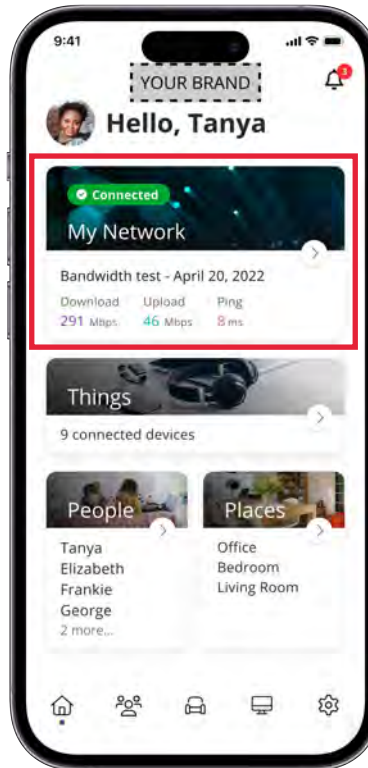 9:41
YOUR BRAND
3
Hello, Tanya
Connected
My Network
Bandwidth test - April 20, 2022
Download Upload Ping
291 Mbps 46 Mbps 8 ms
Things
9 connected devices
People
Places
Tanya
Elizabeth
Frankie
George
2 more...
Office
Bedroom
Living Room